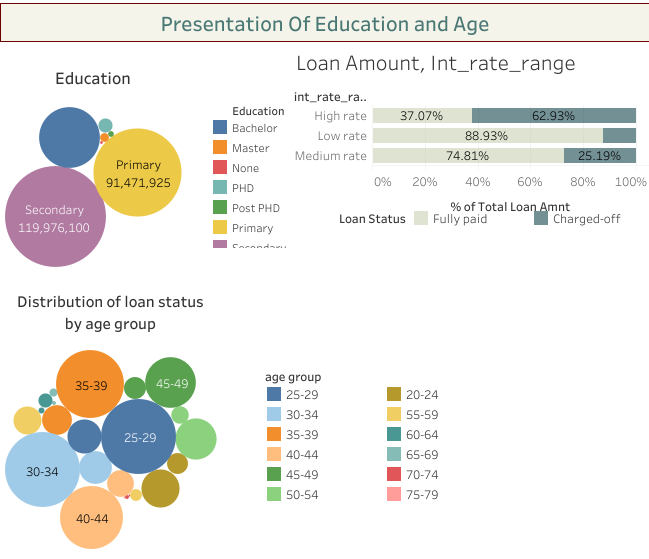 Presentation Of Education and Age
Education
Primary
91,471,925
Secondary
119,976,100
Education
Bachelor
Master
None
PHD
Post PHD
Primary
Secondary
Loan Amount, Int_rate_range
int_rate_ra..
High rate 37.07% 62.93%
Low rate 88.93%
Medium rate 74.81% 25.19%
0% 20% 40% 60% 80% 100%
% of Total Loan Amnt
Loan Status Fully paid Charged-off
Distribution of loan status
by age group
35-39
45-49
25-29
30-34
40-44
age group
25-29 20-24
30-34 55-59
35-39 60-64
40-44 65-69
45-49 70-74
50-54 75-79